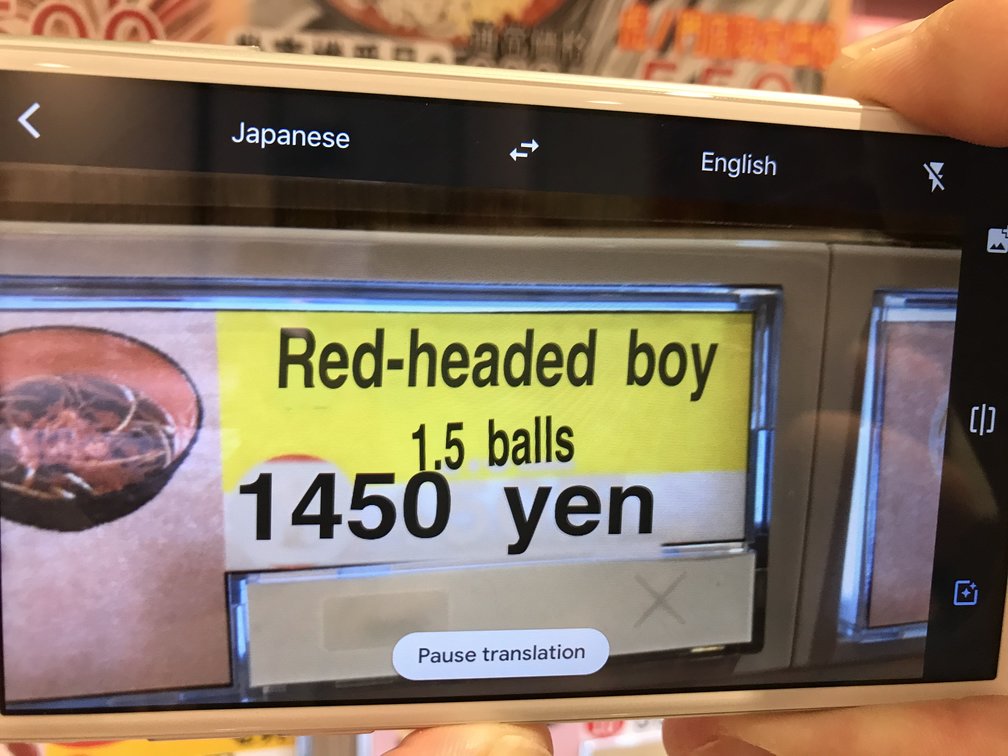 Japanese
English
Red-headed boy
1.5 balls
1450 yen
Pause translation